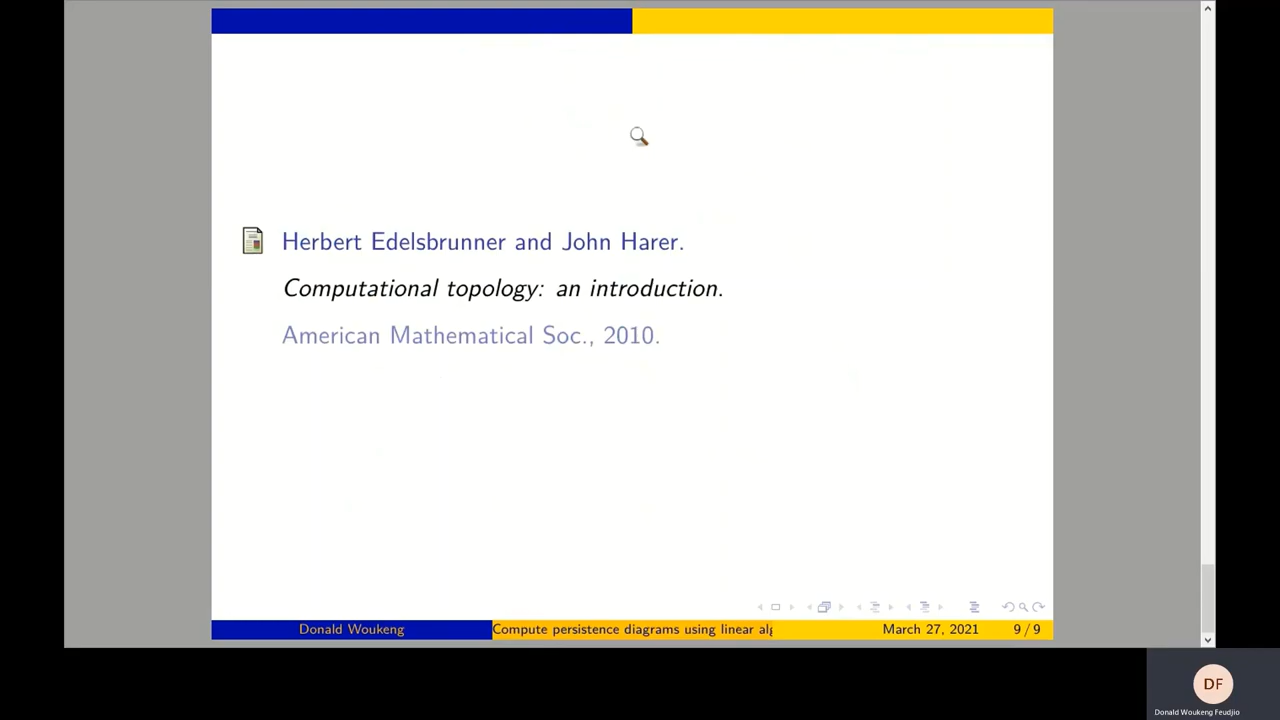 Herbert Edelsbrunner and John Harer.
Computational topology: an introduction.
American Mathematical Soc., 2010.
Donald Woukeng
Compute persistence diagrams using linear alg
March 27, 2021
9 / 9
DF
Donald Woukeng Feudjio